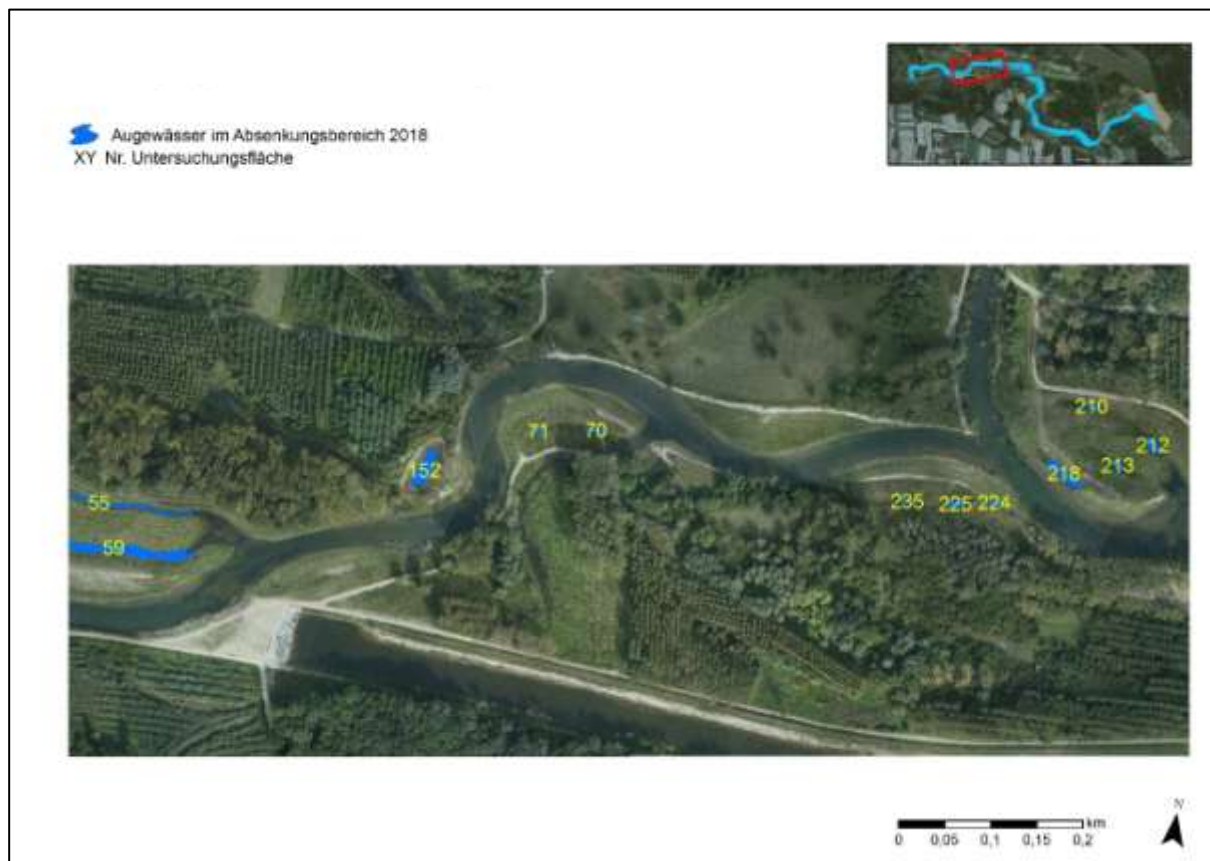 Augewässer im Absenkungsbereich 2018
XY Nr. Untersuchungsfläche
210
71
70
212
152
218
213
55
235
225
224
59
N
km
0 0,05 0,1 0,15 0,2